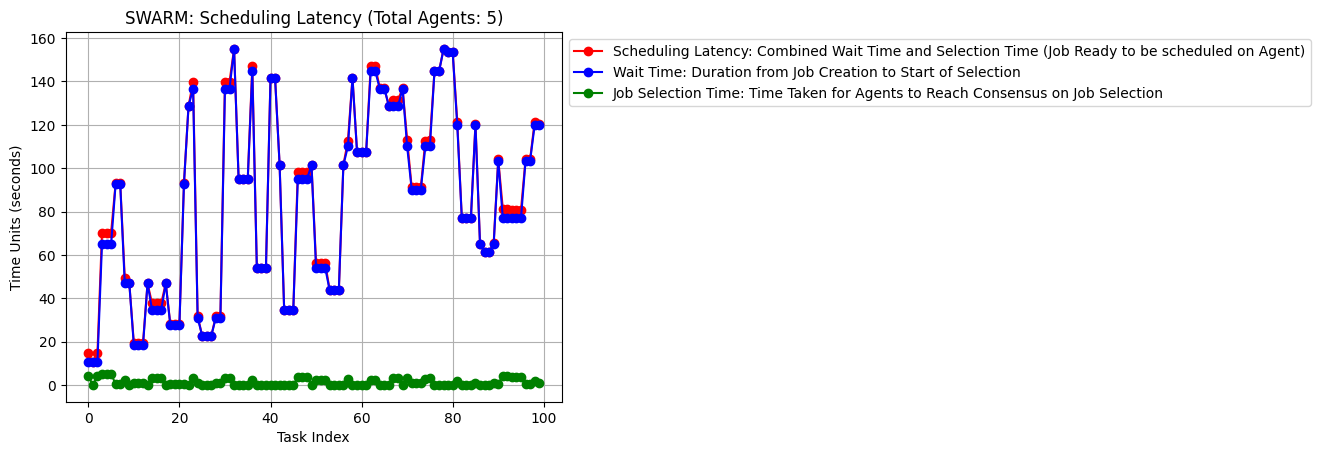 SWARM: Scheduling Latency (Total Agents: 5)
Scheduling Latency: Combined Wait Time and Selection Time (Job Ready to be scheduled on Agent)
Wait Time: Duration from Job Creation to Start of Selection
Job Selection Time: Time Taken for Agents to Reach Consensus on Job Selection
Time Units (seconds)
160
140
120
100
80
60
40
20
0
0 20 40 60 80 100
Task Index